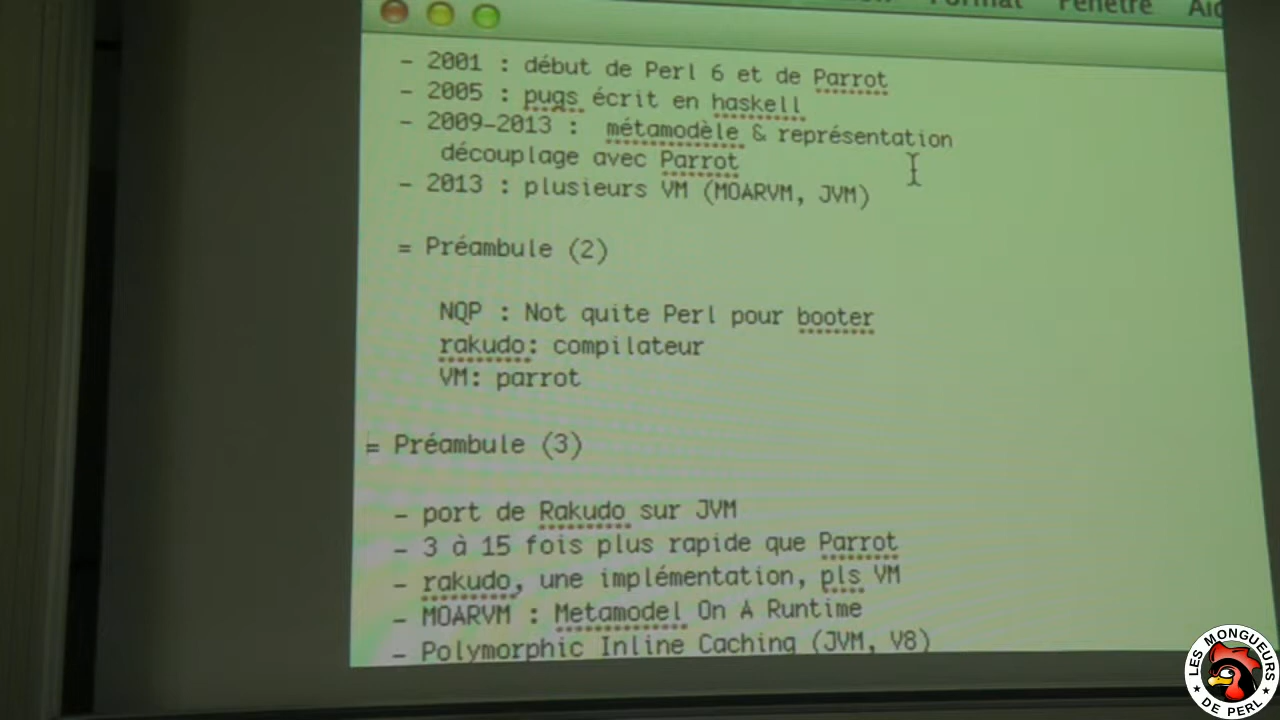 Format Fenêtre
- 2001 : début de Perl 6 et de Parrot
- 2005 : pugs écrit en haskell
- 2009-2013 : métamodèle & représentation
découplage avec Parrot
- 2013 : plusieurs VM (MOARVM, JVM)
= Préambule (2)
NQP : Not quite Perl pour booter
rakudo: compilateur
VM: parrot
= Préambule (3)
- port de Rakudo sur JVM
- 3 à 15 fois plus rapide que Parrot
- rakudo, une implémentation, pls VM
- MOARVM : Metamodel On A Runtime
- Polymorphic Inline Caching (JVM, V8)
LES MONGUEURS
DE PERL